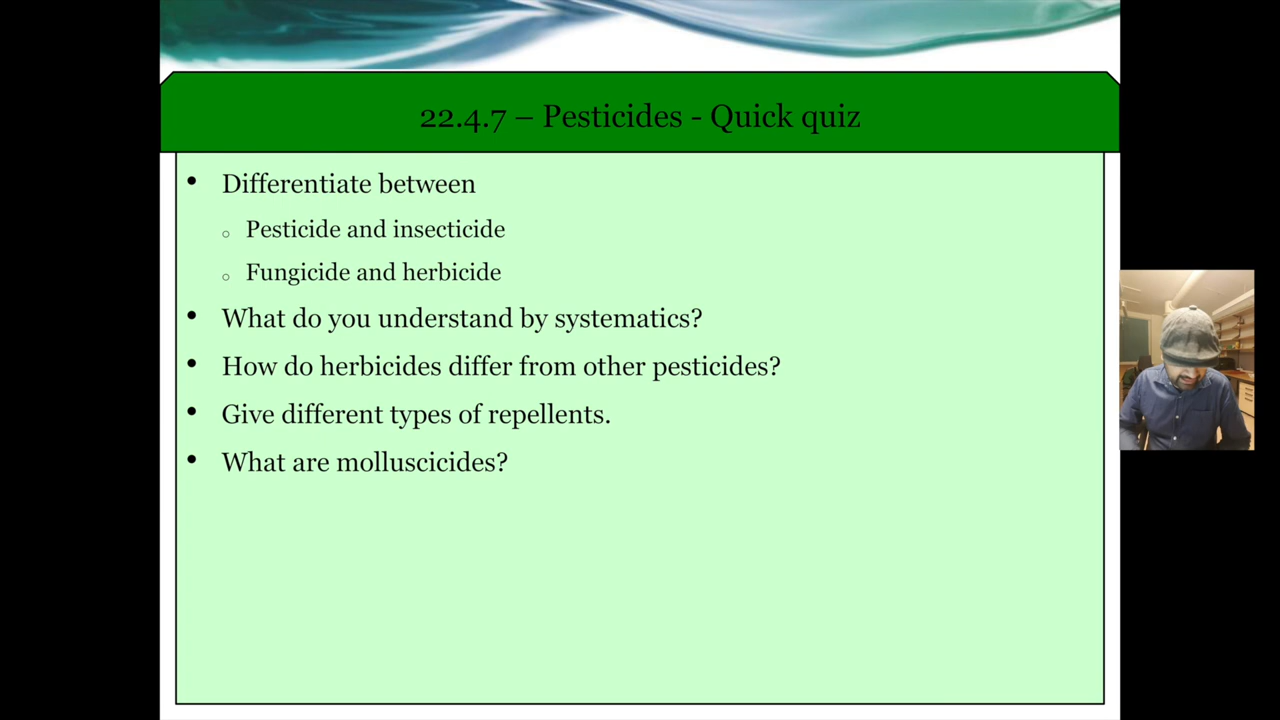 22.4.7 – Pesticides - Quick quiz
• Differentiate between
○ Pesticide and insecticide
○ Fungicide and herbicide
• What do you understand by systematics?
• How do herbicides differ from other pesticides?
• Give different types of repellents.
• What are molluscicides?